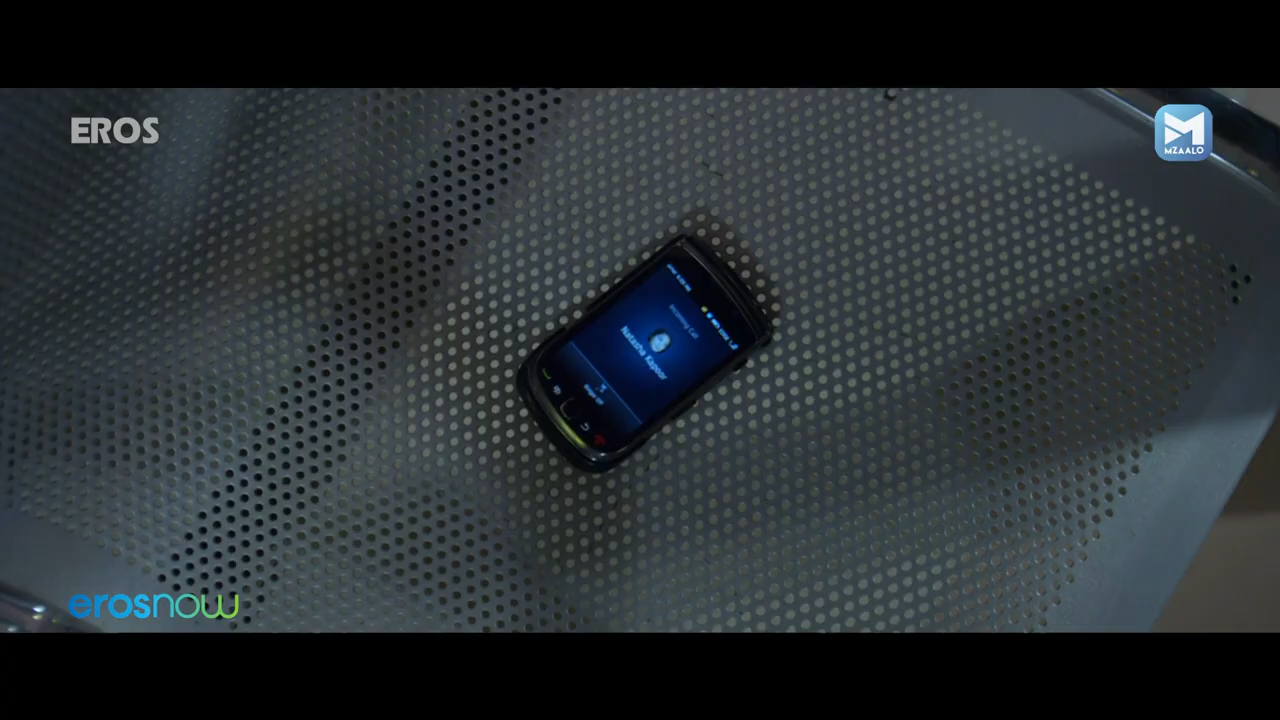 EROS
MZAALO
Incoming Call
Natasha Kapoor
erosnow